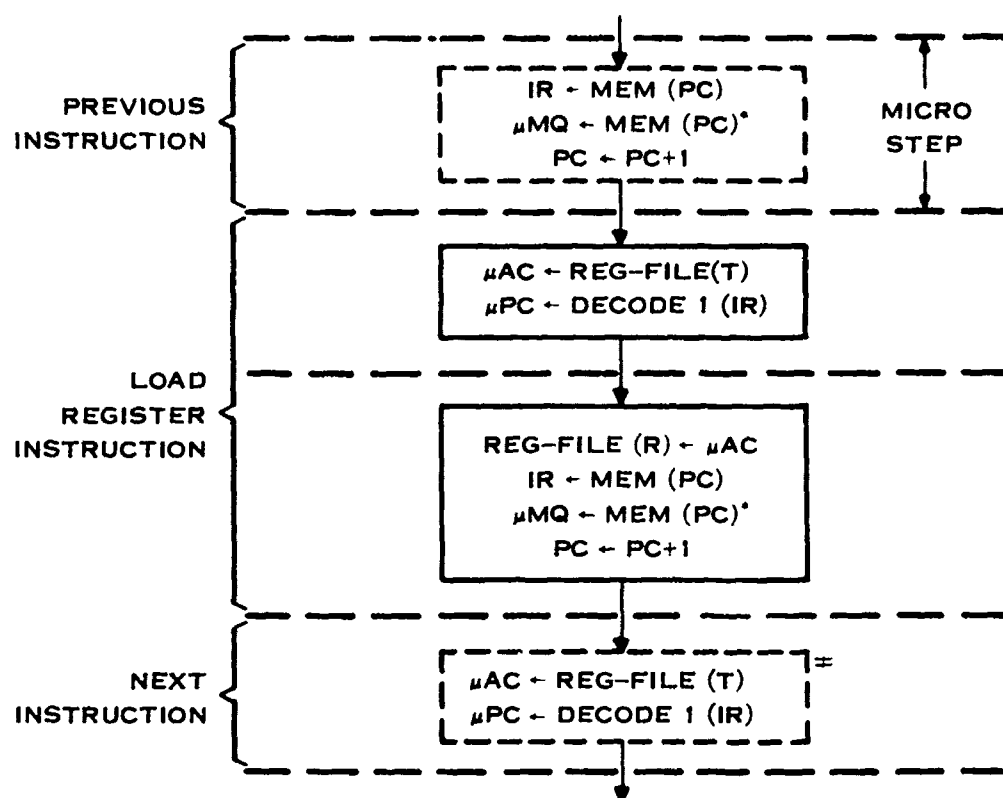 PREVIOUS
INSTRUCTION
IR ← MEM (PC)
μMQ ← MEM (PC)*
PC ← PC+1
MICRO
STEP
μAC ← REG-FILE(T)
μPC ← DECODE 1 (IR)
LOAD
REGISTER
INSTRUCTION
REG-FILE (R) ← μAC
IR ← MEM (PC)
μMQ ← MEM (PC)*
PC ← PC+1
NEXT
INSTRUCTION
μAC ← REG-FILE (T)
μPC ← DECODE 1 (IR)
‡